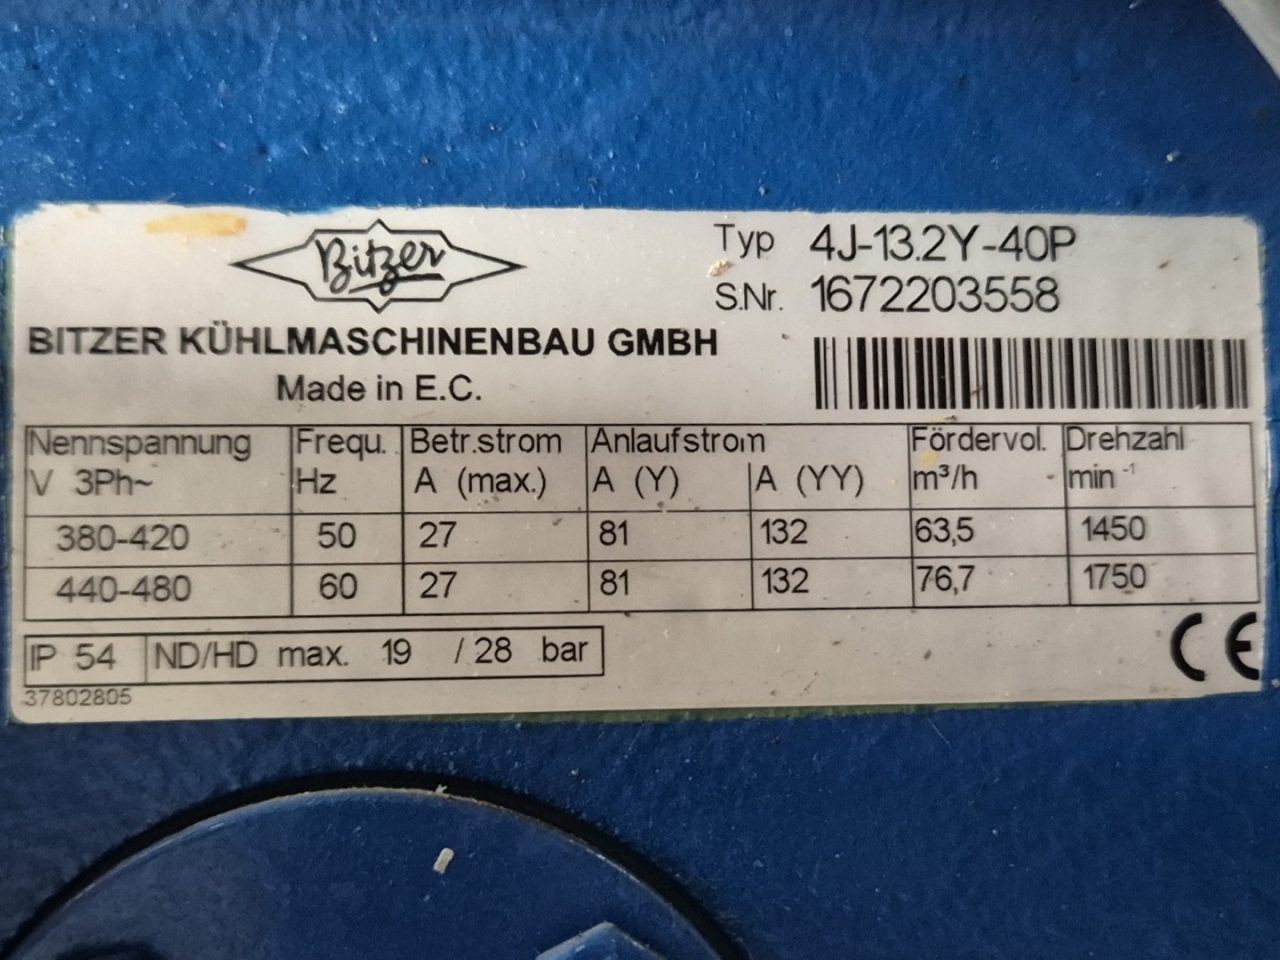 Bitzer
Typ 4J-13.2Y-40P
S.Nr. 1672203558
BITZER KÜHLMASCHINENBAU GMBH
Made in E.C.
Nennspannung Frequ. Betr.strom Anlaufstrom Fördervol. Drehzahl
V 3Ph~ Hz A (max.) A (Y) A (YY) m³/h min⁻¹
380-420 50 27 81 132 63,5 1450
440-480 60 27 81 132 76,7 1750
IP 54 ND/HD max. 19 / 28 bar
CE
37802805